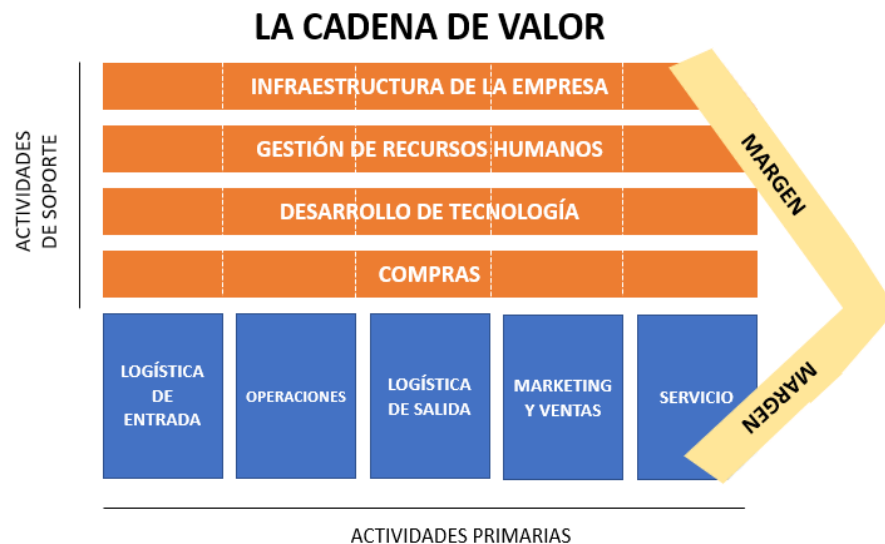 LA CADENA DE VALOR
ACTIVIDADES
DE SOPORTE
INFRAESTRUCTURA DE LA EMPRESA
GESTIÓN DE RECURSOS HUMANOS
DESARROLLO DE TECNOLOGÍA
COMPRAS
MARGEN
LOGÍSTICA
DE
ENTRADA
OPERACIONES
LOGÍSTICA
DE SALIDA
MARKETING
Y VENTAS
SERVICIO
MARGEN
ACTIVIDADES PRIMARIAS